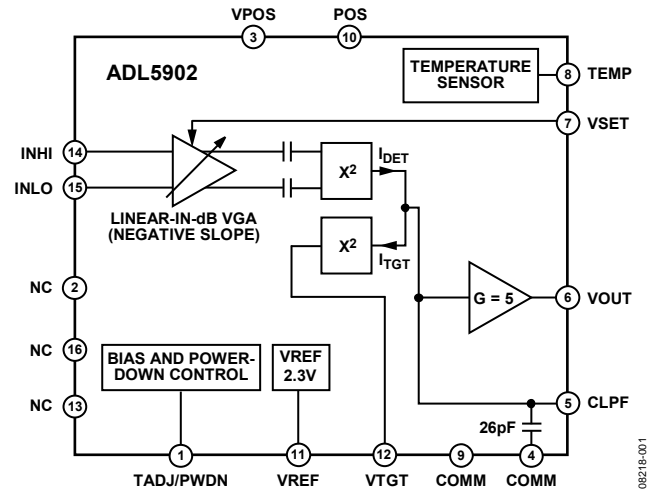 VPOS
POS
3
10
ADL5902
TEMPERATURE
SENSOR
8
TEMP
7
VSET
INHI
14
X2
IDET
INLO
15
LINEAR-IN-dB VGA
(NEGATIVE SLOPE)
X2
ITGT
NC
2
G = 5
6
VOUT
NC
16
BIAS AND POWER-
DOWN CONTROL
VREF
2.3V
NC
13
5
CLPF
26pF
1
11
12
9
4
TADJ/PWDN
VREF
VTGT
COMM
COMM
08218-001